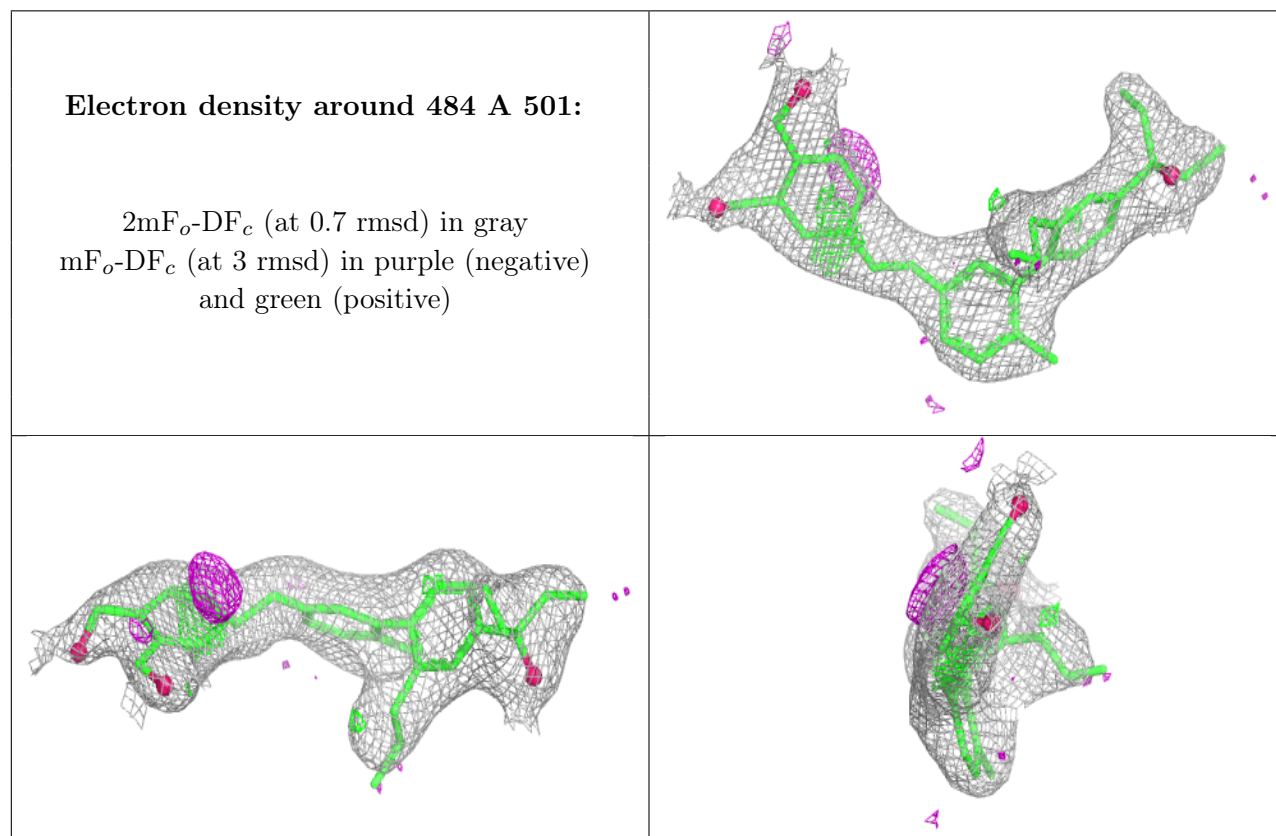 Electron density around 484 A 501:
2mFo-DFc (at 0.7 rmsd) in gray
mFo-DFc (at 3 rmsd) in purple (negative)
and green (positive)